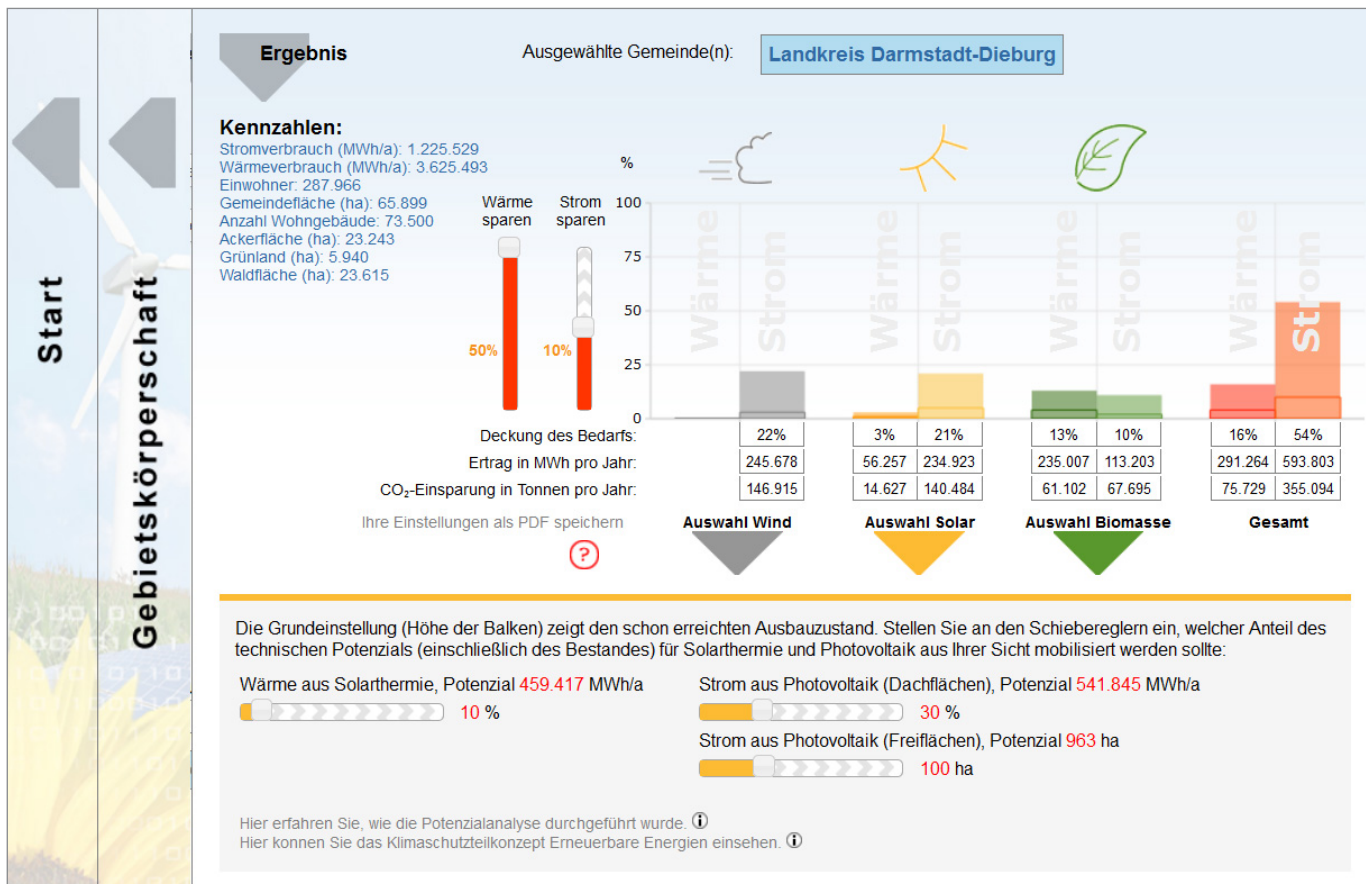 Start
Gebietskörperschaft
Ergebnis
Ausgewählte Gemeinde(n):
Landkreis Darmstadt-Dieburg
Kennzahlen:
Stromverbrauch (MWh/a): 1.225.529
Wärmeverbrauch (MWh/a): 3.625.493
Einwohner: 287.966
Gemeindefläche (ha): 65.899
Anzahl Wohngebäude: 73.500
Ackerfläche (ha): 23.243
Grünland (ha): 5.940
Waldfläche (ha): 23.615
Wärme sparen
Strom sparen
50%
10%
%
100
75
50
25
0
Wärme Strom Wärme Strom Wärme Strom Wärme Strom
Deckung des Bedarfs: 22% 3% 21% 13% 10% 16% 54%
Ertrag in MWh pro Jahr: 245.678 56.257 234.923 235.007 113.203 291.264 593.803
CO₂-Einsparung in Tonnen pro Jahr: 146.915 14.627 140.484 61.102 67.695 75.729 355.094
Ihre Einstellungen als PDF speichern
Auswahl Wind Auswahl Solar Auswahl Biomasse Gesamt
?
Die Grundeinstellung (Höhe der Balken) zeigt den schon erreichten Ausbauzustand. Stellen Sie an den Schiebereglern ein, welcher Anteil des
technischen Potenzials (einschließlich des Bestandes) für Solarthermie und Photovoltaik aus Ihrer Sicht mobilisiert werden sollte:
Wärme aus Solarthermie, Potenzial 459.417 MWh/a
10 %
Strom aus Photovoltaik (Dachflächen), Potenzial 541.845 MWh/a
30 %
Strom aus Photovoltaik (Freiflächen), Potenzial 963 ha
100 ha
Hier erfahren Sie, wie die Potenzialanalyse durchgeführt wurde. i
Hier konnen Sie das Klimaschutzteilkonzept Erneuerbare Energien einsehen. i